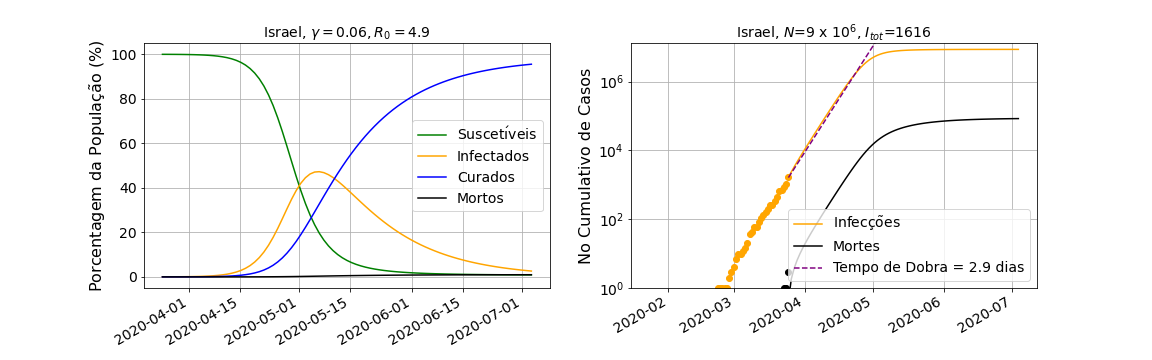 Israel, γ = 0.06, R₀ = 4.9
Porcentagem da População (%)
100
80
60
40
20
0
Suscetíveis
Infectados
Curados
Mortos
2020-04-01
2020-04-15
2020-05-01
2020-05-15
2020-06-01
2020-06-15
2020-07-01
Israel, N=9 x 10⁶, Iₜₒₜ=1616
No Cumulativo de Casos
10⁶
10⁴
10²
10⁰
Infecções
Mortes
Tempo de Dobra = 2.9 dias
2020-02
2020-03
2020-04
2020-05
2020-06
2020-07